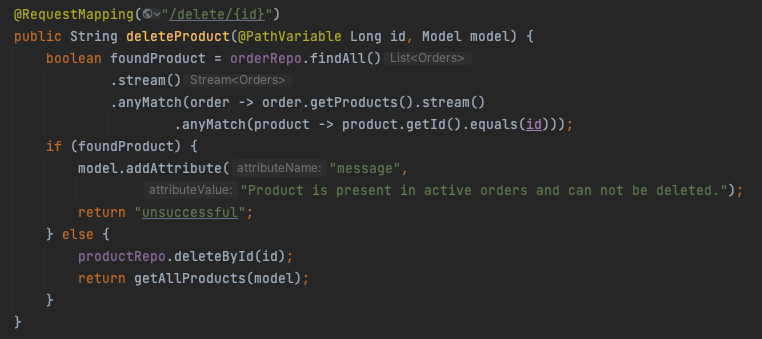 @RequestMapping("/delete/{id}")
public String deleteProduct(@PathVariable Long id, Model model) {
    boolean foundProduct = orderRepo.findAll() List<Orders>
            .stream() Stream<Orders>
            .anyMatch(order -> order.getProducts().stream()
                    .anyMatch(product -> product.getId().equals(id)));
    if (foundProduct) {
        model.addAttribute( attributeName: "message",
                attributeValue: "Product is present in active orders and can not be deleted.");
        return "unsuccessful";
    } else {
        productRepo.deleteById(id);
        return getAllProducts(model);
    }
}